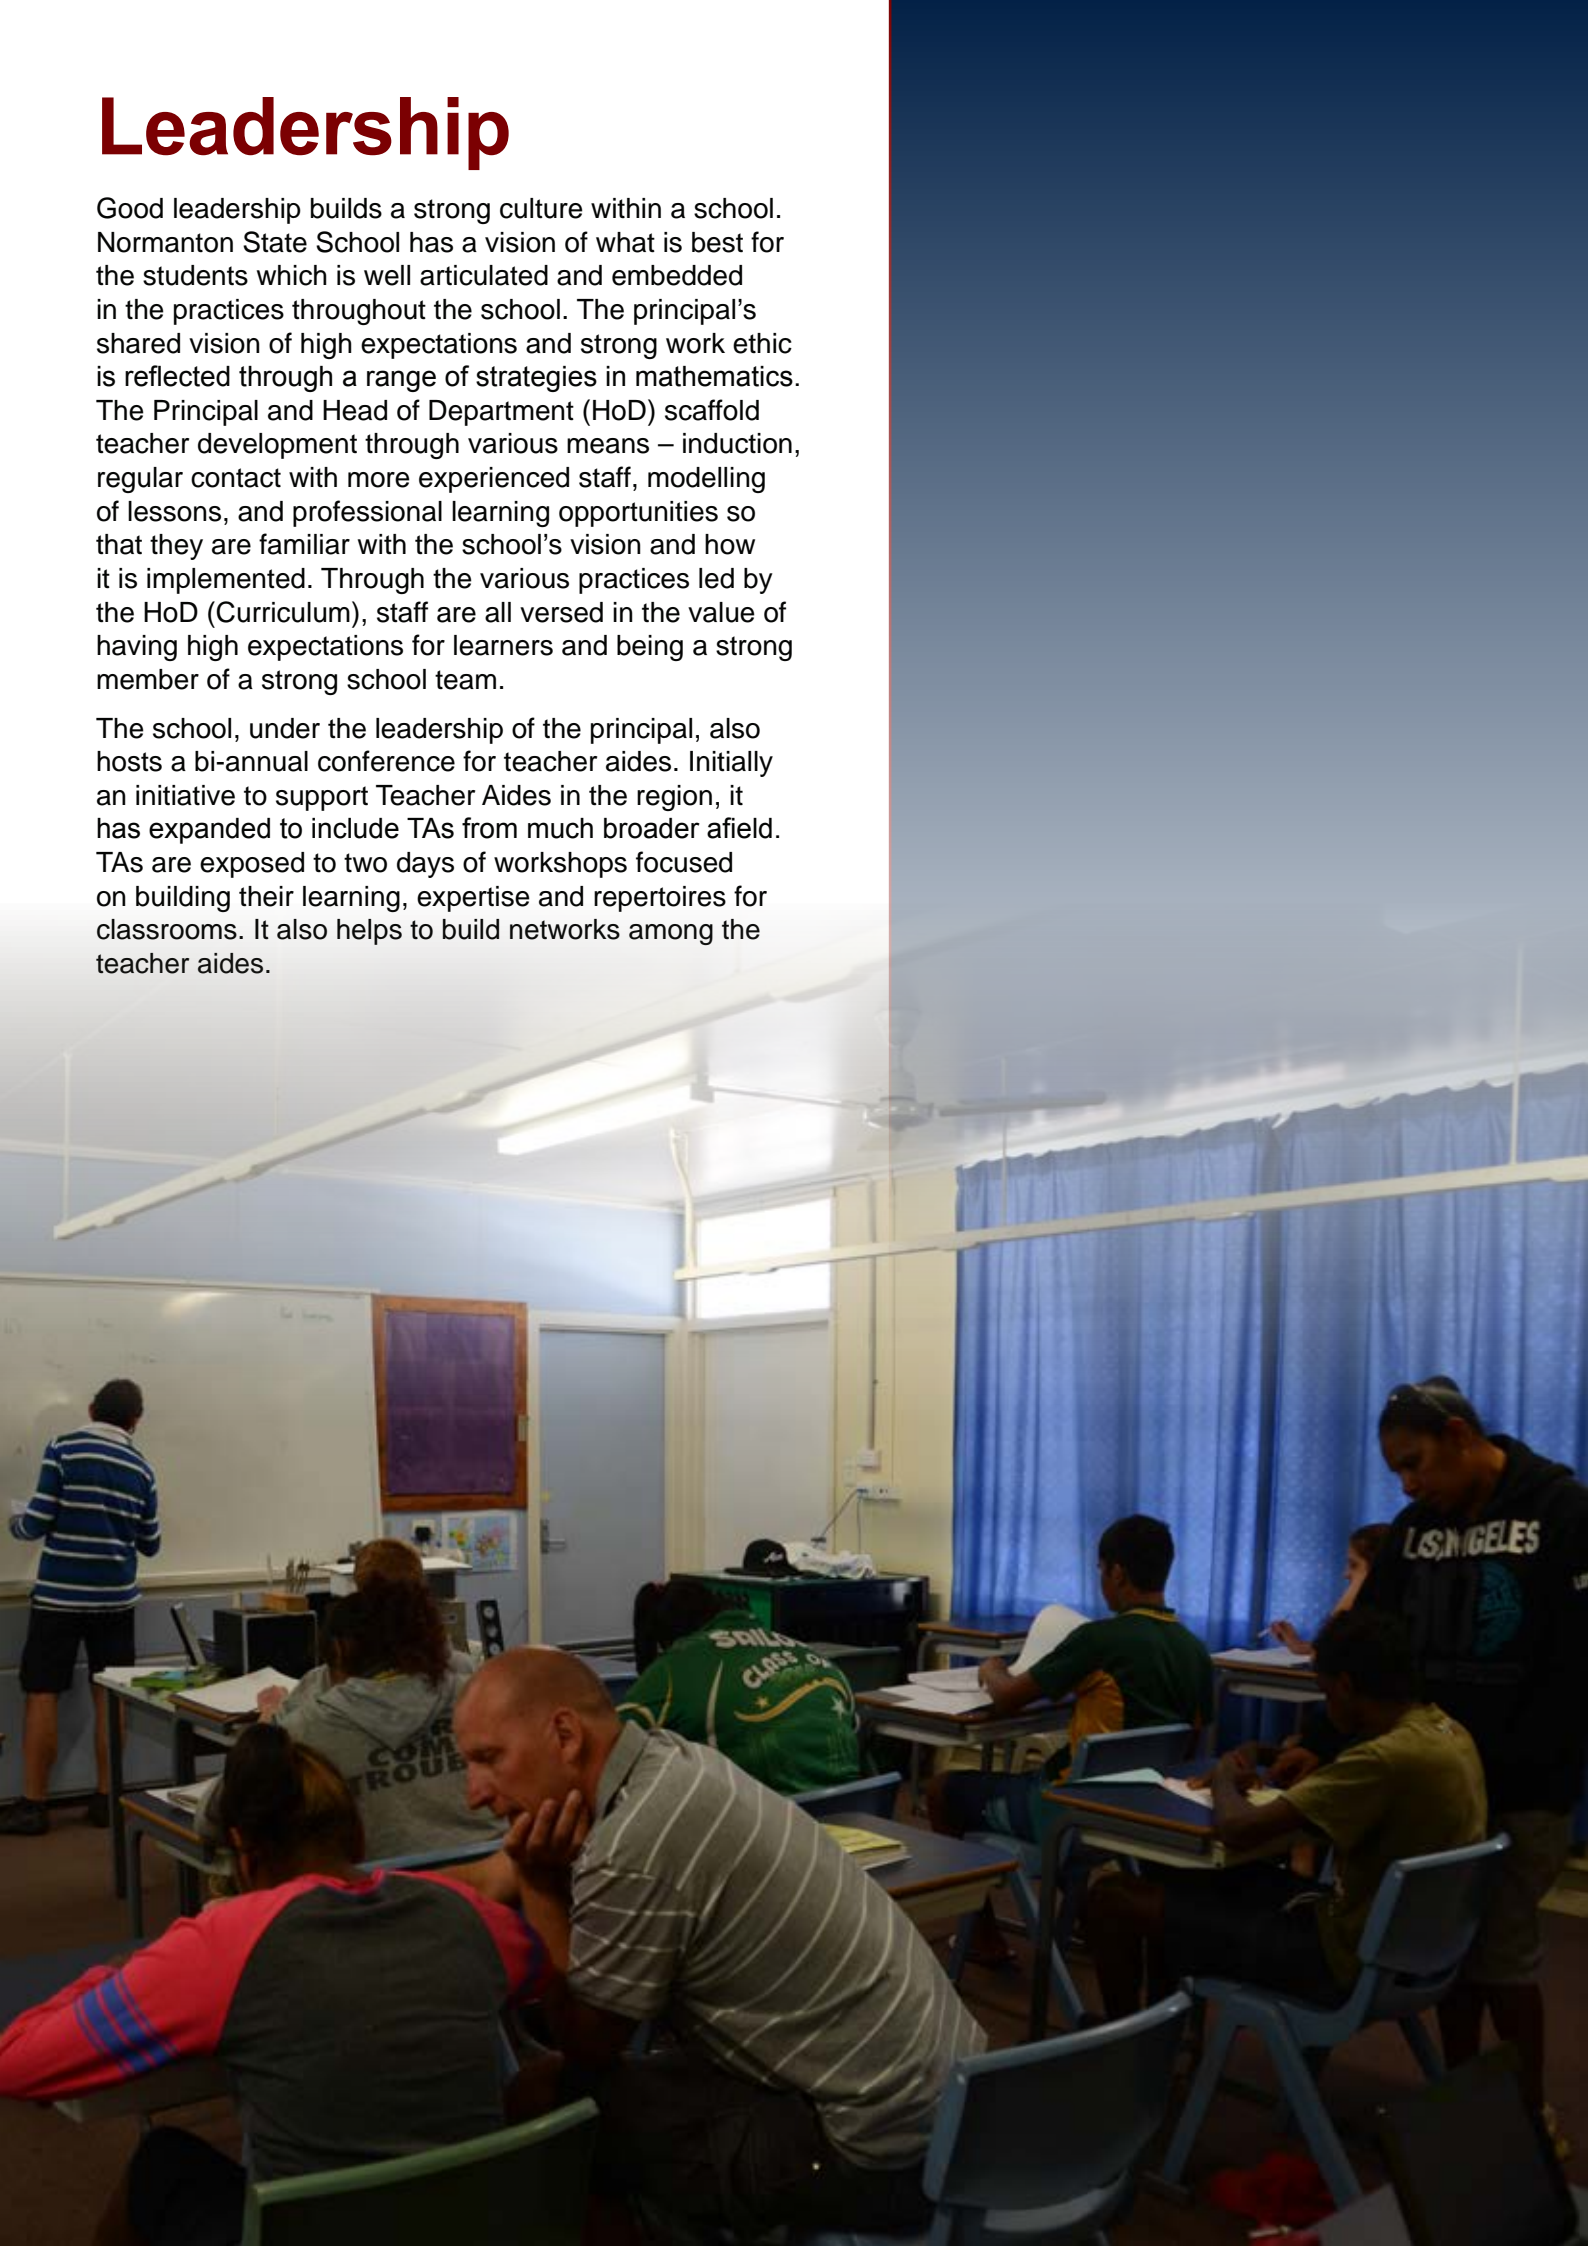 Leadership
Good leadership builds a strong culture within a school.
Normanton State School has a vision of what is best for
the students which is well articulated and embedded
in the practices throughout the school. The principal’s
shared vision of high expectations and strong work ethic
is reflected through a range of strategies in mathematics.
The Principal and Head of Department (HoD) scaffold
teacher development through various means – induction,
regular contact with more experienced staff, modelling
of lessons, and professional learning opportunities so
that they are familiar with the school’s vision and how
it is implemented. Through the various practices led by
the HoD (Curriculum), staff are all versed in the value of
having high expectations for learners and being a strong
member of a strong school team.
The school, under the leadership of the principal, also
hosts a bi-annual conference for teacher aides. Initially
an initiative to support Teacher Aides in the region, it
has expanded to include TAs from much broader afield.
TAs are exposed to two days of workshops focused
on building their learning, expertise and repertoires for
classrooms. It also helps to build networks among the
teacher aides.
CLASS OF